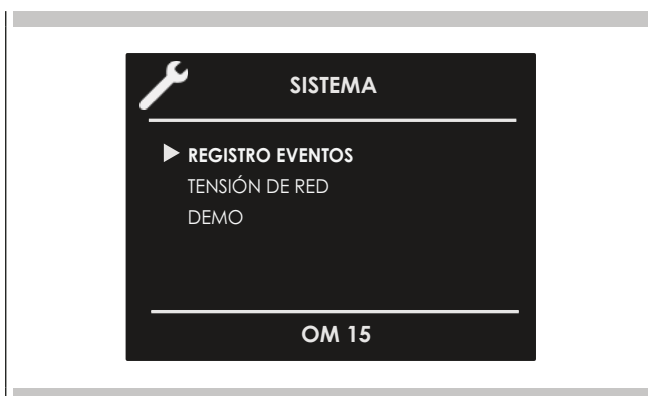 SISTEMA
REGISTRO EVENTOS
TENSIÓN DE RED
DEMO
OM 15